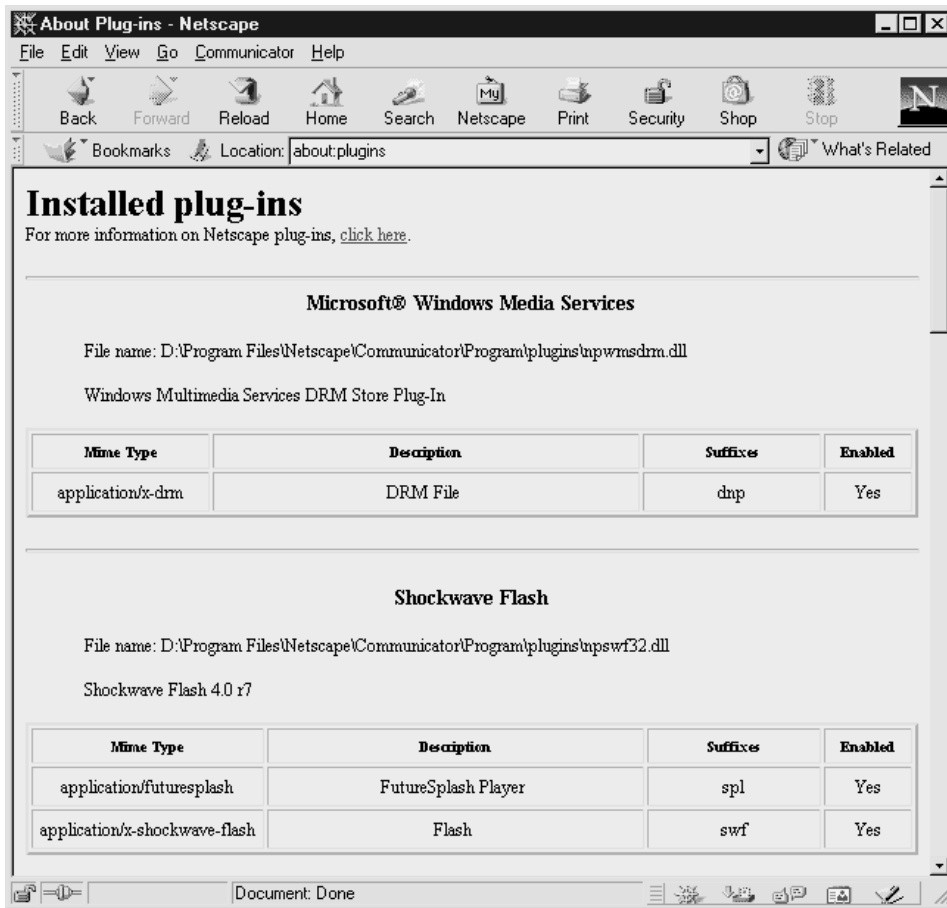 About Plug-ins - Netscape
File Edit View Go Communicator Help
Back Forward Reload Home Search Netscape Print Security Shop Stop
My
N
Bookmarks Location: about:plugins What's Related
Installed plug-ins
For more information on Netscape plug-ins, click here.
Microsoft® Windows Media Services
File name: D:\Program Files\Netscape\Communicator\Program\plugins\npwmsdrm.dll
Windows Multimedia Services DRM Store Plug-In
Mime Type Description Suffixes Enabled
application/x-drm DRM File dnp Yes
Shockwave Flash
File name: D:\Program Files\Netscape\Communicator\Program\plugins\npswf32.dll
Shockwave Flash 4.0 r7
Mime Type Description Suffixes Enabled
application/futuresplash FutureSplash Player spl Yes
application/x-shockwave-flash Flash swf Yes
Document: Done